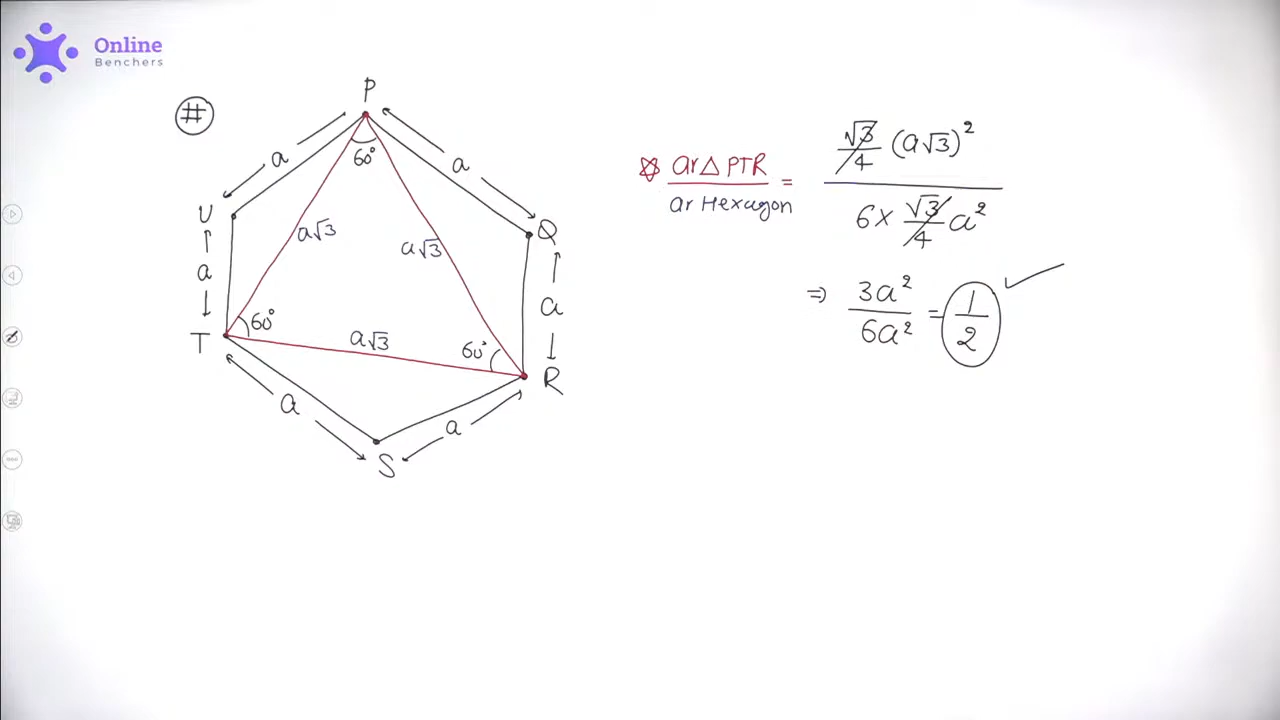 Online
Benchers
#
P
a
a
60°
U
Q
a√3
a√3
a
a
60°
T
a√3
60°
R
a
a
S
ar△ PTR / ar Hexagon = √3/4 (a√3)² / 6× √3/4 a²
⇒ 3a² / 6a² = 1/2